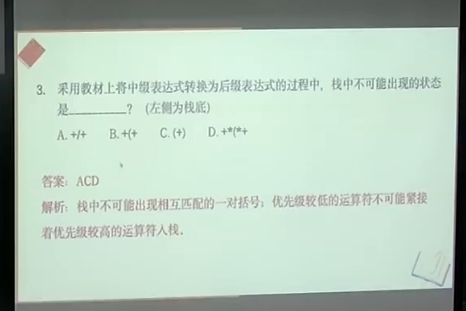 3. 采用教材上将中缀表达式转换为后缀表达式的过程中，栈中不可能出现的状态
是________？（左侧为栈底）
A. +/+ B. +(+ C. (+) D. +*(*+
答案：ACD
解析：栈中不可能出现相互匹配的一对括号；优先级较低的运算符不可能紧接
着优先级较高的运算符入栈。